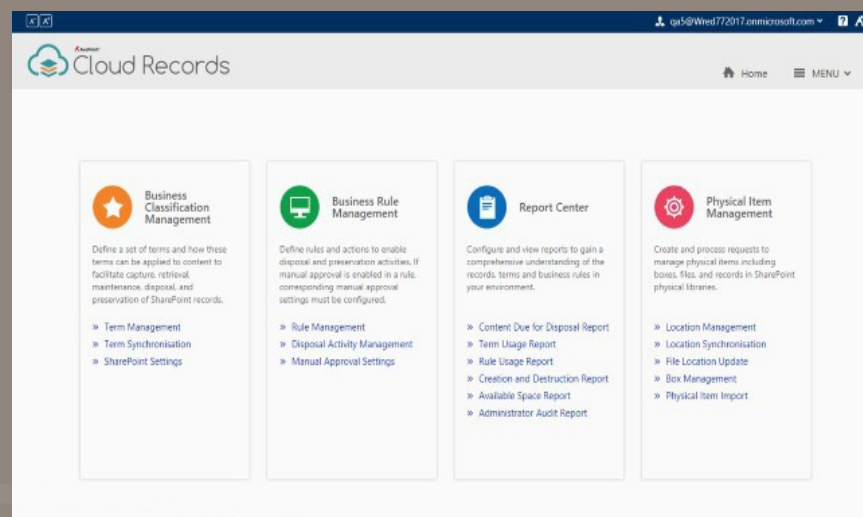 qa5@Wred772017.onmicrosoft.com
Cloud Records
Home
MENU
Business
Classification
Management
Define a set of terms and how these
terms can be applied to content to
facilitate capture, retrieval,
maintenance, disposal, and
preservation of SharePoint records.
» Term Management
» Term Synchronisation
» SharePoint Settings
Business Rule
Management
Define rules and actions to enable
disposal and preservation activities. If
manual approval is enabled in a rule,
corresponding manual approval
settings must be configured.
» Rule Management
» Disposal Activity Management
» Manual Approval Settings
Report Center
Configure and view reports to gain a
comprehensive understanding of the
records, terms and business rules in
your environment.
» Content Due for Disposal Report
» Term Usage Report
» Rule Usage Report
» Creation and Destruction Report
» Available Space Report
» Administrator Audit Report
Physical Item
Management
Create and process requests to
manage physical items including
boxes, files, and records in SharePoint
physical libraries.
» Location Management
» Location Synchronisation
» File Location Update
» Box Management
» Physical Item Import